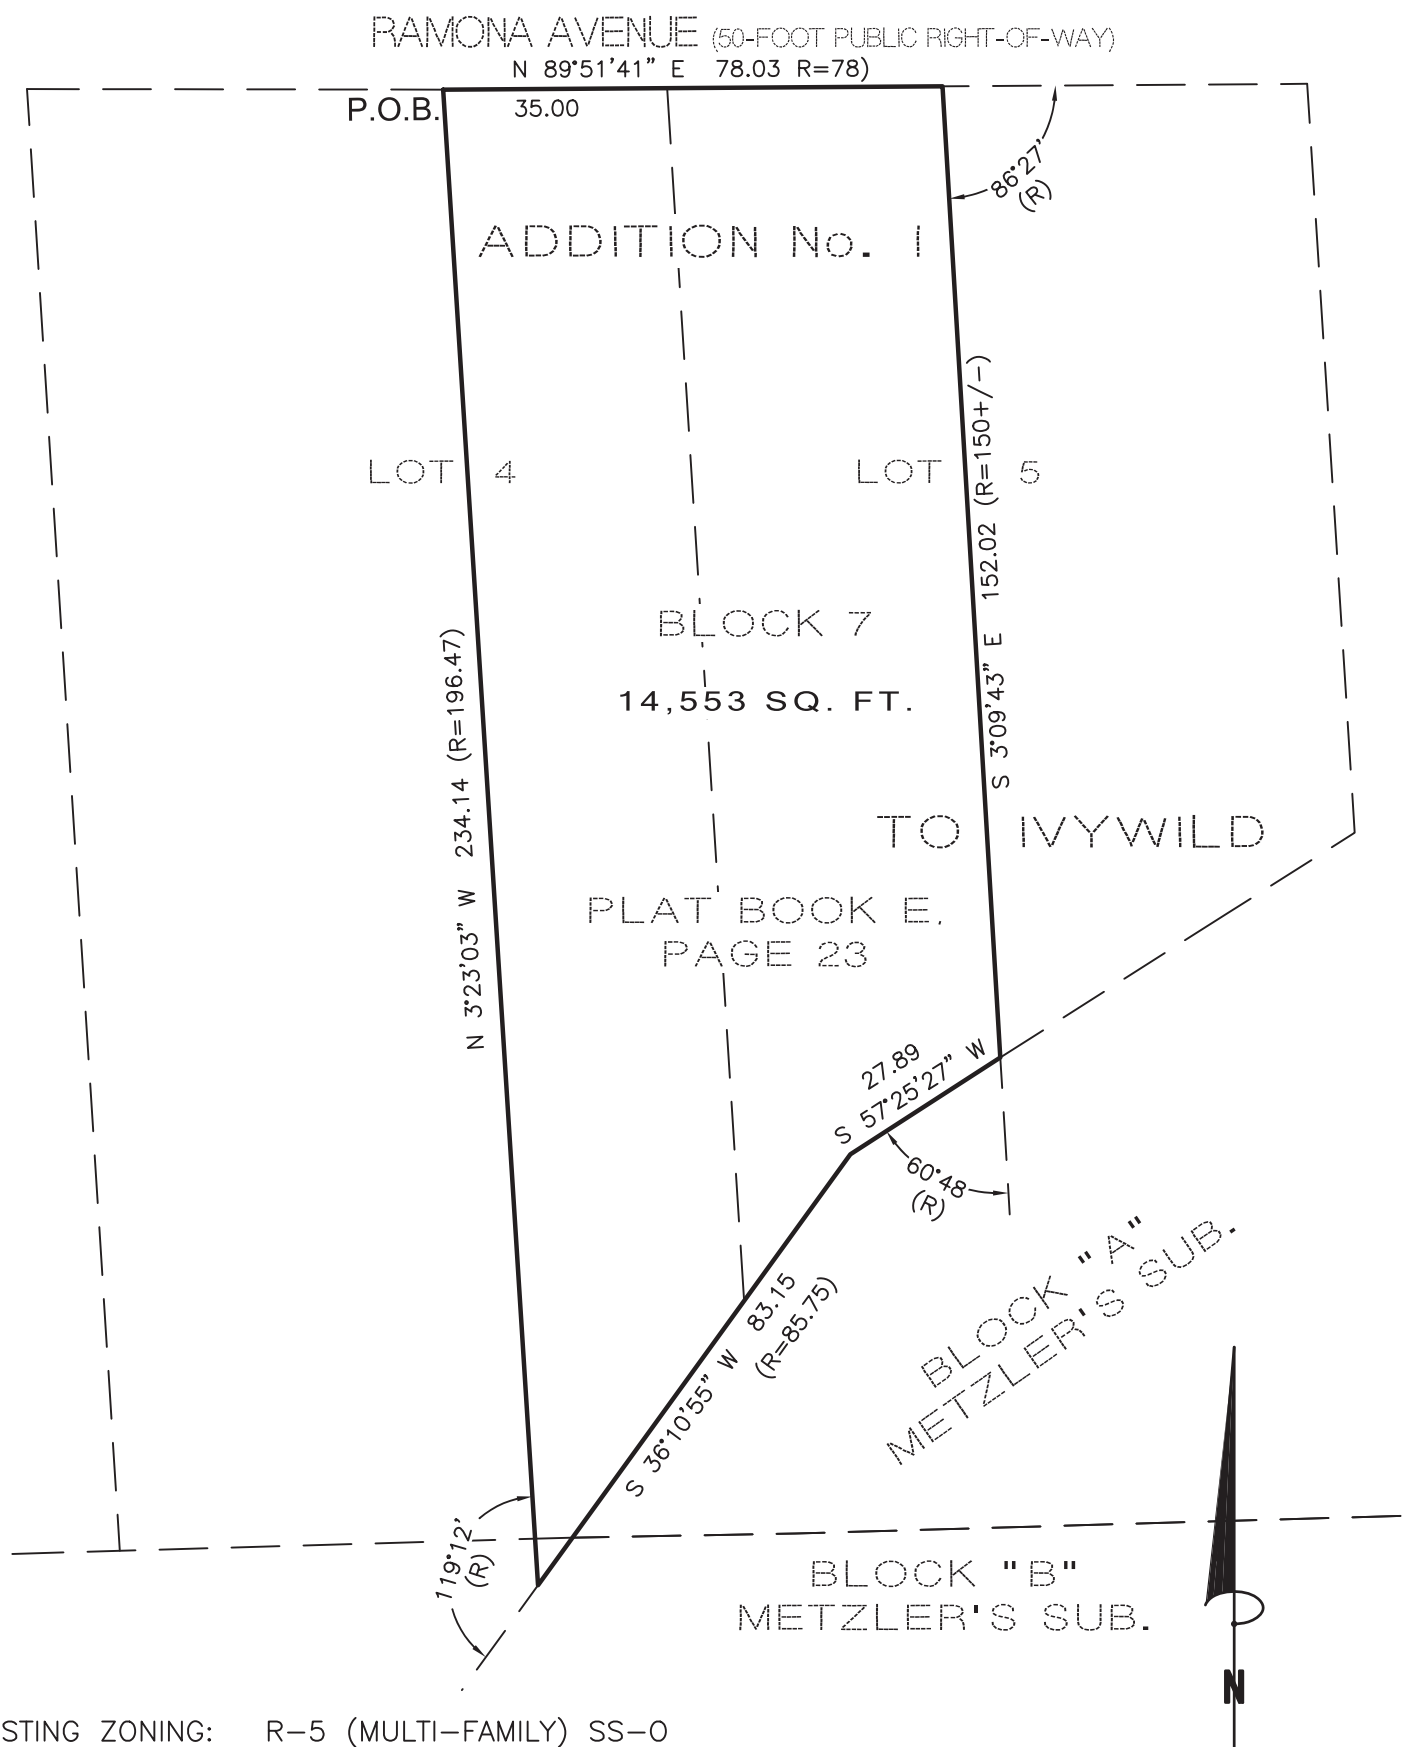 RAMONA AVENUE (50-FOOT PUBLIC RIGHT-OF-WAY)
N 89°51'41" E 78.03 R=78)
P.O.B.
35.00
86°27'
(R)
ADDITION No. 1
LOT 4
LOT 5
S 3°09'43" E 152.02 (R=150+/-)
BLOCK 7
14,553 SQ. FT.
N 3°23'03" W 234.14 (R=196.47)
TO IVYWILD
PLAT BOOK E,
PAGE 23
27.89
S 57°25'27" W
60°48
(R)
S 36°10'55" W 83.15
(R=85.75)
BLOCK "A"
METZLER'S SUB.
119°12'
(R)
BLOCK "B"
METZLER'S SUB.
N
STING ZONING: R-5 (MULTI-FAMILY) SS-O